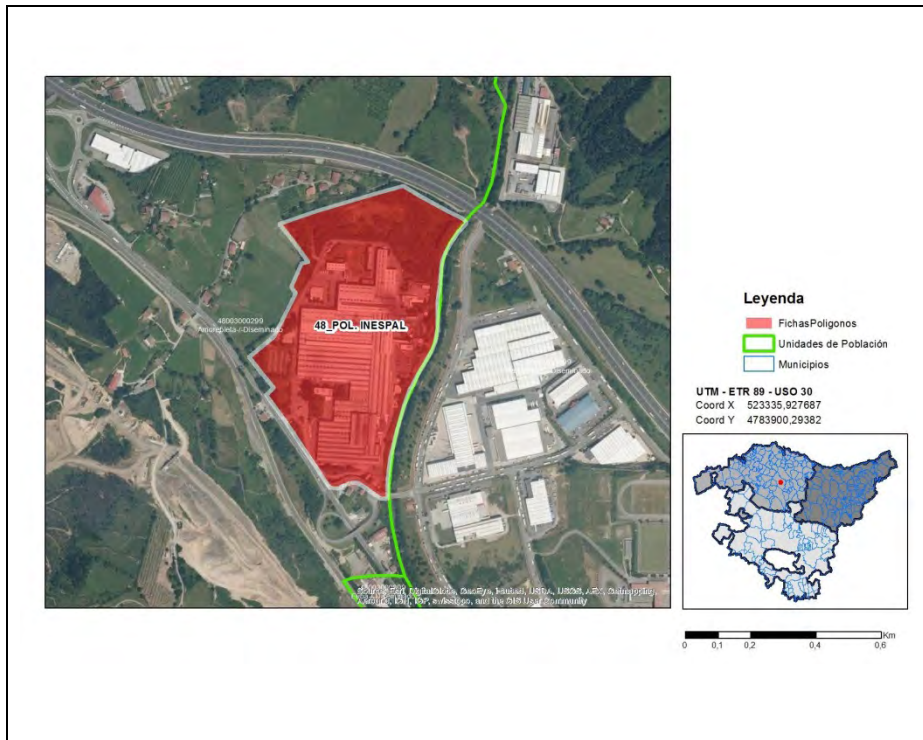 48003000299
48_POL. INESPAL
Leyenda
FichasPoligonos
Unidades de Población
Municipios
UTM - ETR 89 - USO 30
Coord X 523335,927687
Coord Y 4783900,29382
Km
0 0,1 0,2 0,4 0,6